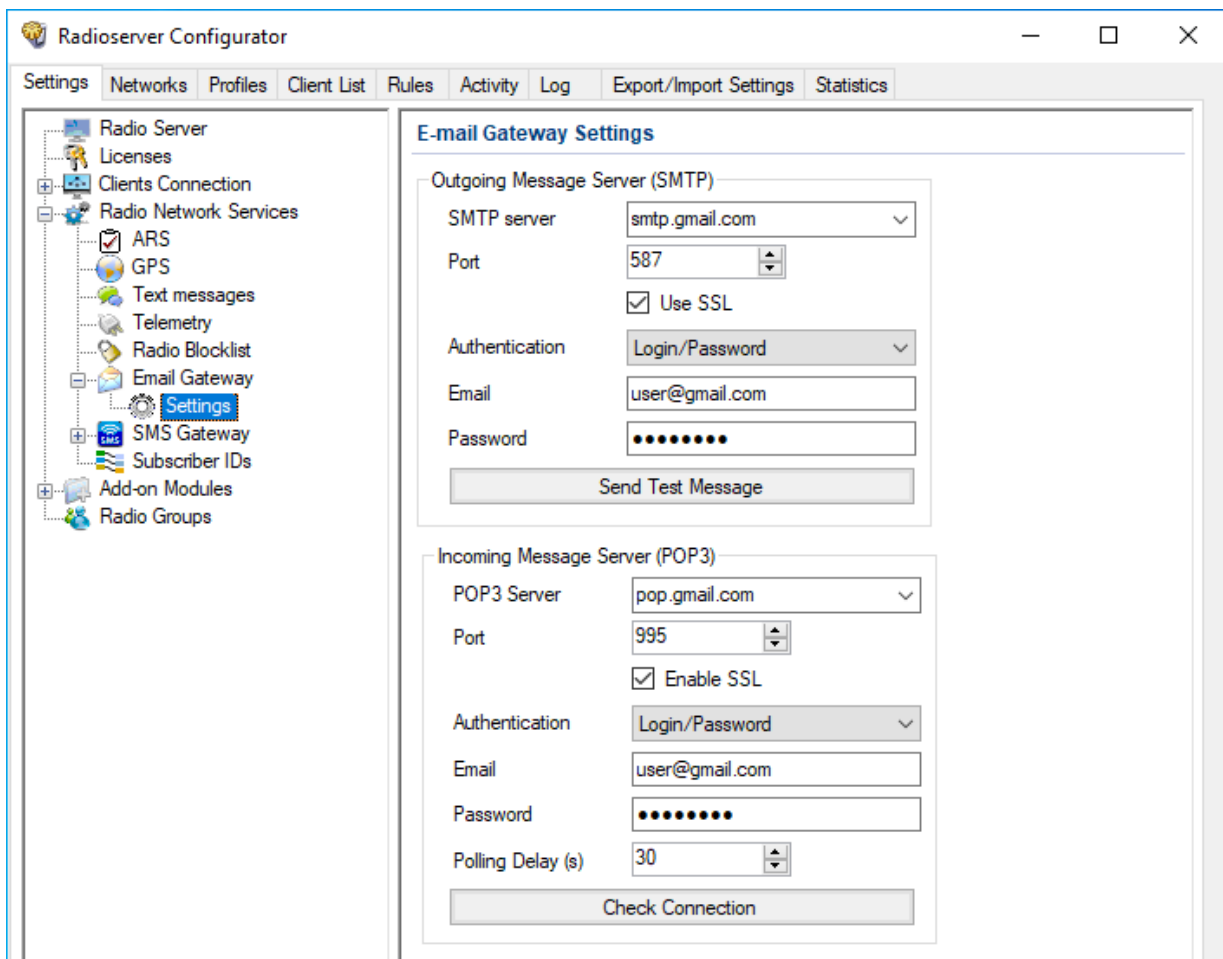 Radioserver Configurator
Settings Networks Profiles Client List Rules Activity Log Export/Import Settings Statistics
Radio Server
Licenses
Clients Connection
Radio Network Services
ARS
GPS
Text messages
Telemetry
Radio Blocklist
Email Gateway
Settings
SMS Gateway
Subscriber IDs
Add-on Modules
Radio Groups
E-mail Gateway Settings
Outgoing Message Server (SMTP)
SMTP server smtp.gmail.com
Port 587
Use SSL
Authentication Login/Password
Email user@gmail.com
Password ●●●●●●●●
Send Test Message
Incoming Message Server (POP3)
POP3 Server pop.gmail.com
Port 995
Enable SSL
Authentication Login/Password
Email user@gmail.com
Password ●●●●●●●●
Polling Delay (s) 30
Check Connection